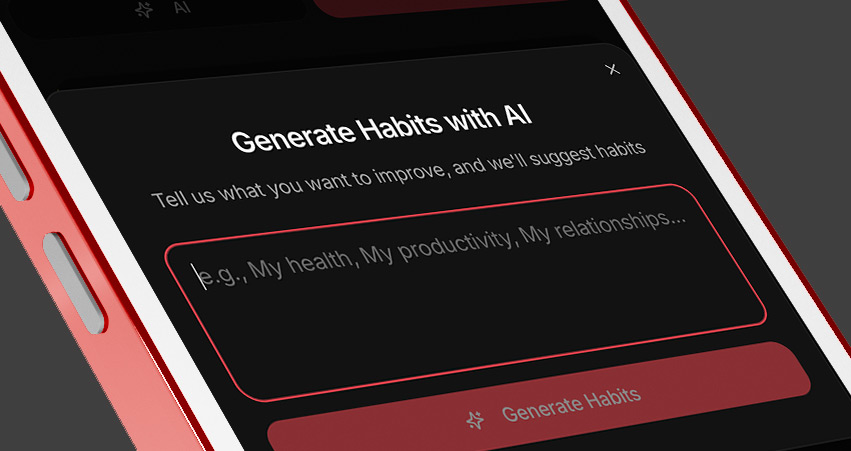 AI
Generate Habits with AI
Tell us what you want to improve, and we'll suggest habits
e.g., My health, My productivity, My relationships...
Generate Habits